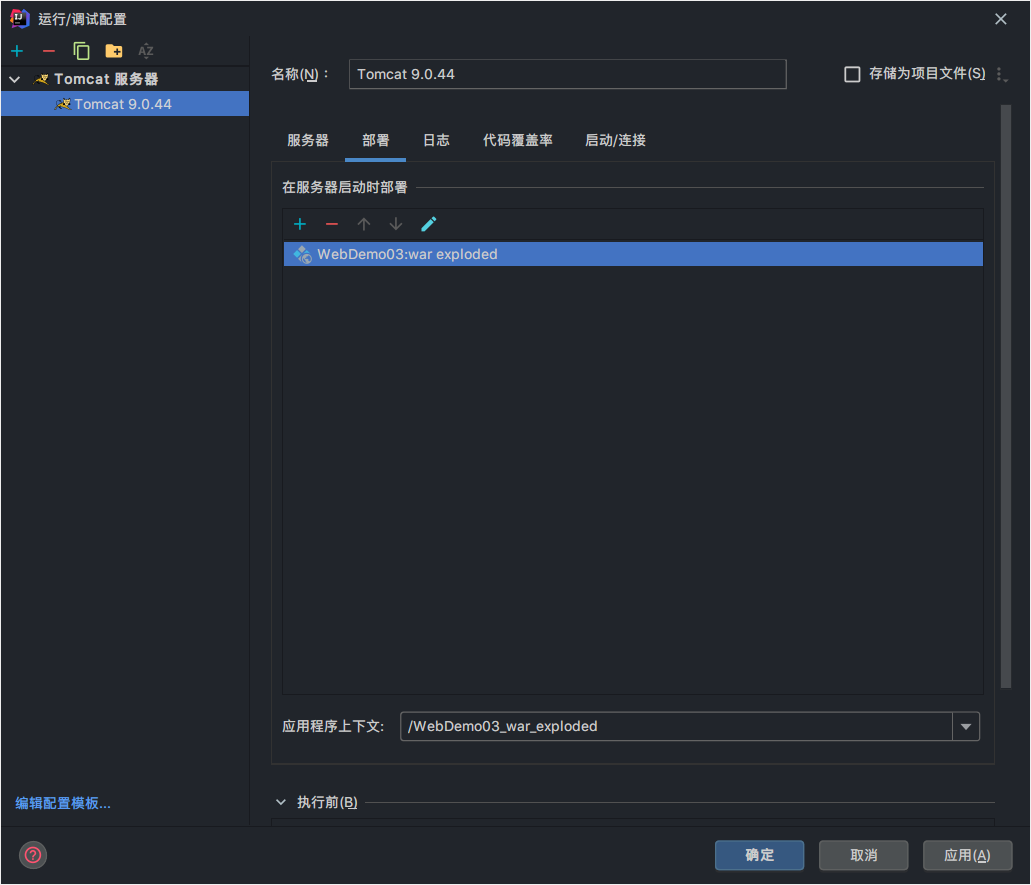 运行/调试配置
Tomcat 服务器
Tomcat 9.0.44
编辑配置模板...
名称(N)：
Tomcat 9.0.44
存储为项目文件(S)
服务器 部署 日志 代码覆盖率 启动/连接
在服务器启动时部署
WebDemo03:war exploded
应用程序上下文:
/WebDemo03_war_exploded
执行前(B)
?
确定 取消 应用(A)